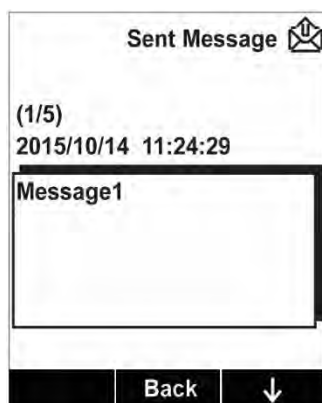 Sent Message
(1/5)
2015/10/14 11:24:29
Message1
Back ↓